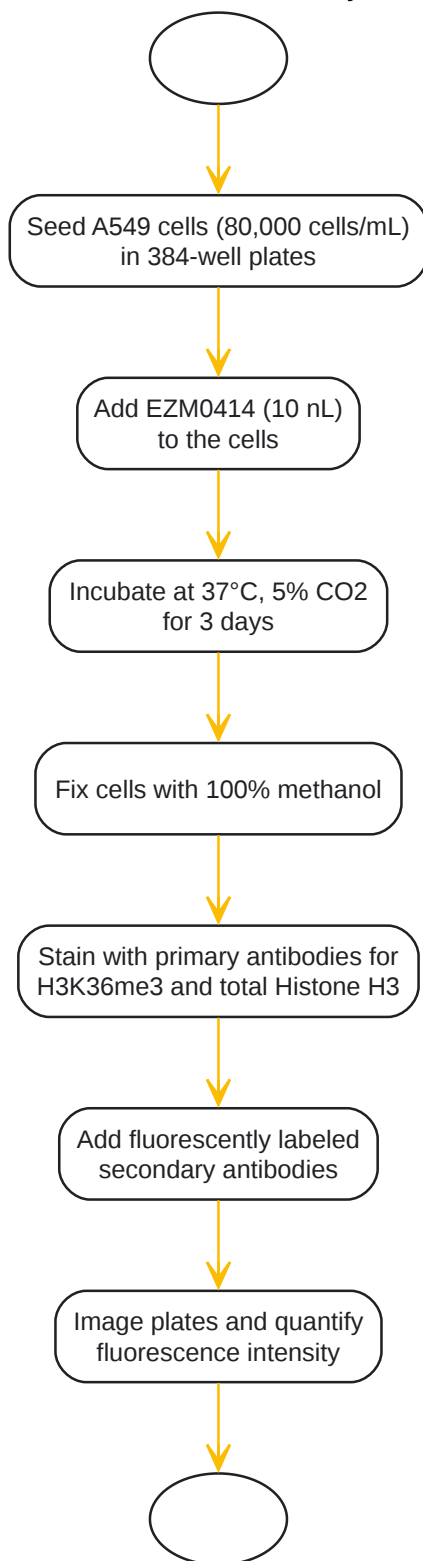 Seed A549 cells (80,000 cells/mL)
in 384-well plates
Add EZM0414 (10 nL)
to the cells
Incubate at 37°C, 5% CO2
for 3 days
Fix cells with 100% methanol
Stain with primary antibodies for
H3K36me3 and total Histone H3
Add fluorescently labeled
secondary antibodies
Image plates and quantify
fluorescence intensity